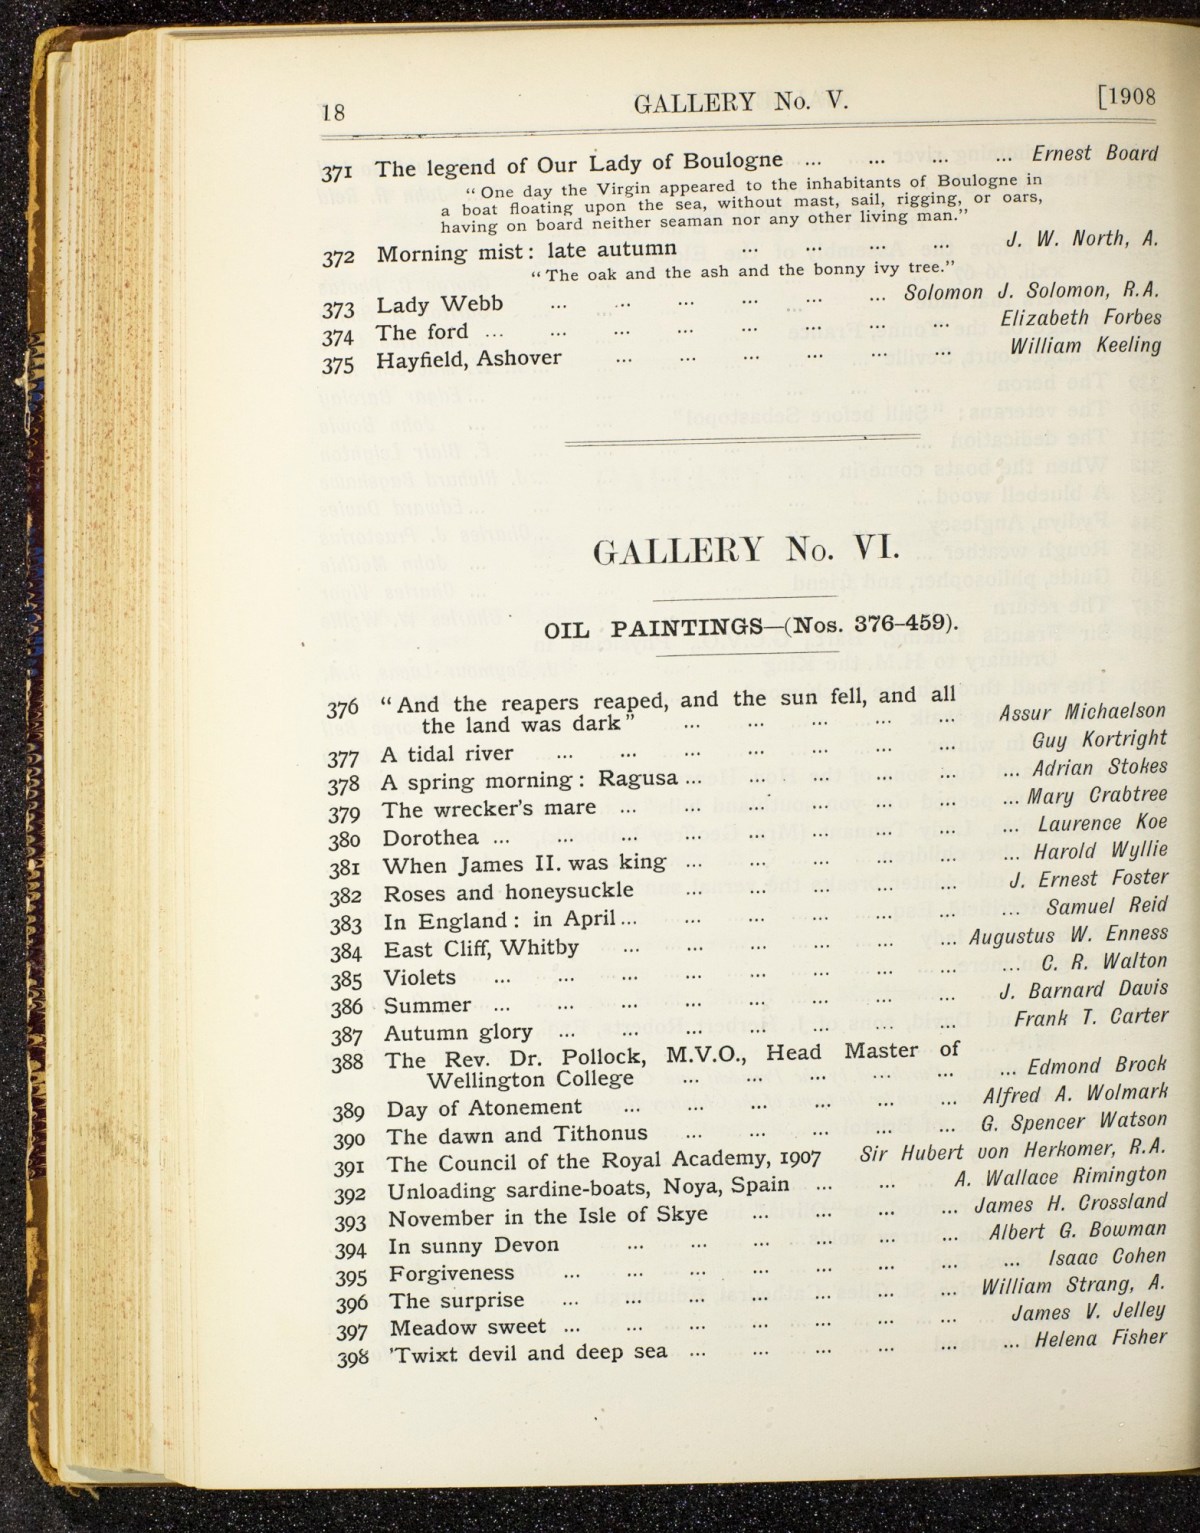 18 GALLERY No. V. [1908
371 The legend of Our Lady of Boulogne ... ... ... ... Ernest Board
“One day the Virgin appeared to the inhabitants of Boulogne in
a boat floating upon the sea, without mast, sail, rigging, or oars,
having on board neither seaman nor any other living man.”
372 Morning mist: late autumn ... ... ... ... J. W. North, A.
“The oak and the ash and the bonny ivy tree.”
373 Lady Webb ... ... ... ... ... ... Solomon J. Solomon, R.A.
374 The ford ... ... ... ... ... ... ... ... Elizabeth Forbes
375 Hayfield, Ashover ... ... ... ... ... ... William Keeling
GALLERY No. VI.
OIL PAINTINGS—(Nos. 376-459).
376 “And the reapers reaped, and the sun fell, and all
the land was dark” ... ... ... ... ... Assur Michaelson
377 A tidal river ... ... ... ... ... ... ... Guy Kortright
378 A spring morning: Ragusa ... ... ... ... ... ... Adrian Stokes
379 The wrecker's mare ... ... ... ... ... ... ... Mary Crabtree
380 Dorothea ... ... ... ... ... ... ... ... ... Laurence Koe
381 When James II. was king ... ... ... ... ... ... Harold Wyllie
382 Roses and honeysuckle ... ... ... ... ... J. Ernest Foster
383 In England: in April ... ... ... ... ... ... ... Samuel Reid
384 East Cliff, Whitby ... ... ... ... ... ... Augustus W. Enness
385 Violets ... ... ... ... ... ... ... ... ... C. R. Walton
386 Summer ... ... ... ... ... ... ... ... J. Barnard Davis
387 Autumn glory ... ... ... ... ... ... ... Frank T. Carter
388 The Rev. Dr. Pollock, M.V.O., Head Master of
Wellington College ... ... ... ... ... ... Edmond Brock
389 Day of Atonement ... ... ... ... ... ... Alfred A. Wolmark
390 The dawn and Tithonus ... ... ... ... ... G. Spencer Watson
391 The Council of the Royal Academy, 1907 Sir Hubert von Herkomer, R.A.
392 Unloading sardine-boats, Noya, Spain ... ... A. Wallace Rimington
393 November in the Isle of Skye ... ... ... ... James H. Crossland
394 In sunny Devon ... ... ... ... ... ... Albert G. Bowman
395 Forgiveness ... ... ... ... ... ... ... ... Isaac Cohen
396 The surprise ... ... ... ... ... ... ... William Strang, A.
397 Meadow sweet ... ... ... ... ... ... ... James V. Jelley
398 'Twixt devil and deep sea ... ... ... ... ... ... Helena Fisher